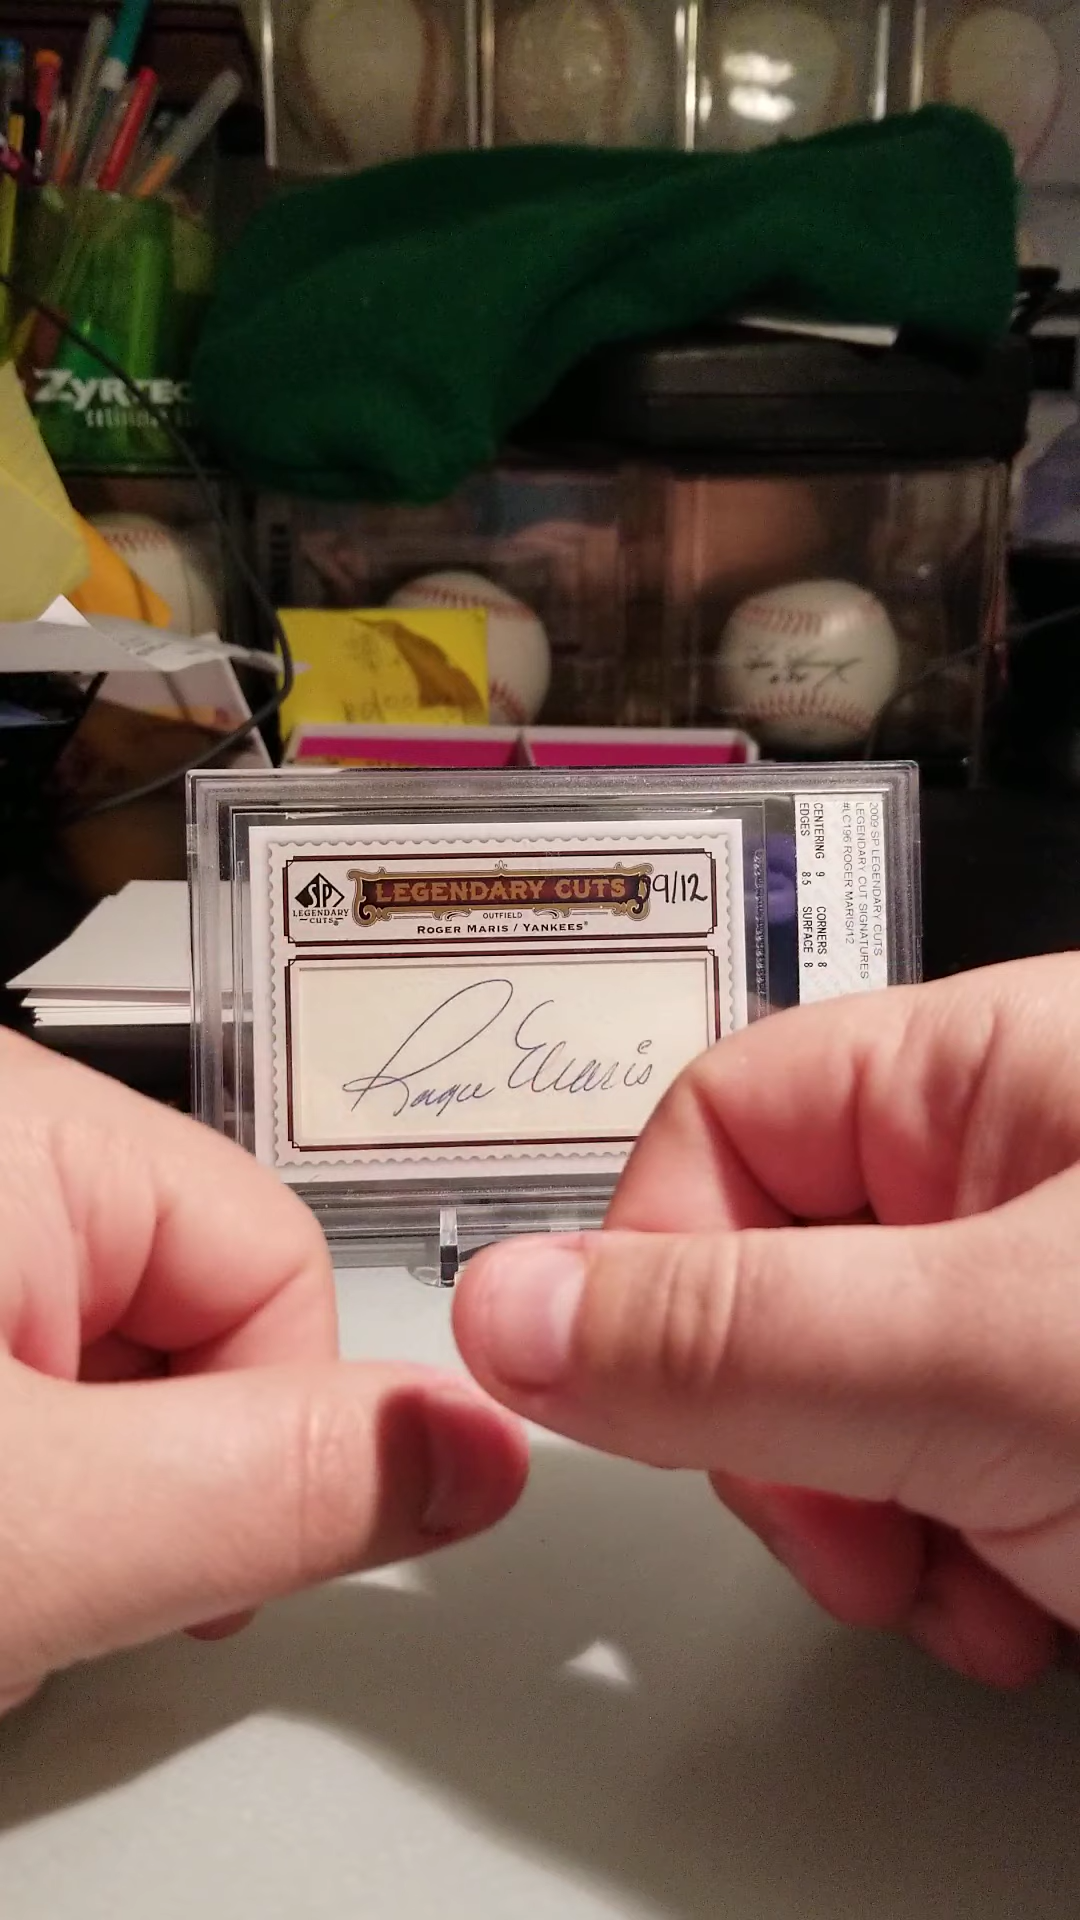 ZYRTEC
2009 SP LEGENDARY CUTS
LEGENDARY CUT SIGNATURES
#LC196 ROGER MARIS/12
CENTERING 9 CORNERS 8
EDGES 8.5 SURFACE 8
SP
LEGENDARY
CUTS
LEGENDARY CUTS
09/12
OUTFIELD
ROGER MARIS / YANKEES
Roger Maris